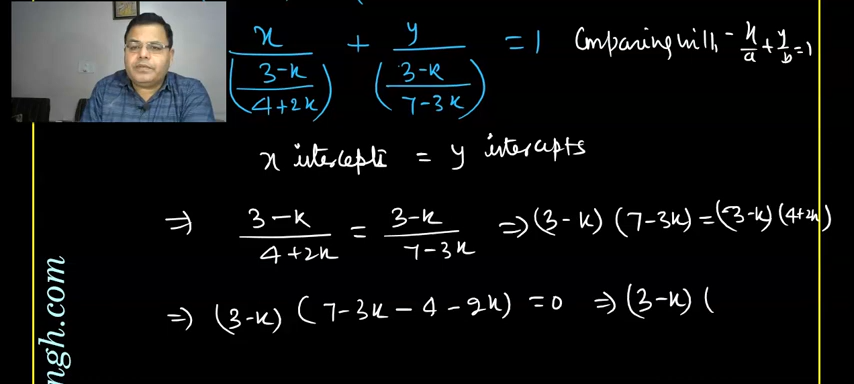 x/((3-k)/(4+2k)) + y/((3-k)/(7-3k)) = 1 Comparing with - x/a + y/b = 1
x intercepts = y intercepts
⇒ (3-k)/(4+2k) = (3-k)/(7-3k) ⇒ (3-k)(7-3k) = (3-k)(4+2k)
⇒ (3-k)(7-3k-4-2k) = 0 ⇒ (3-k)(
ngh.com